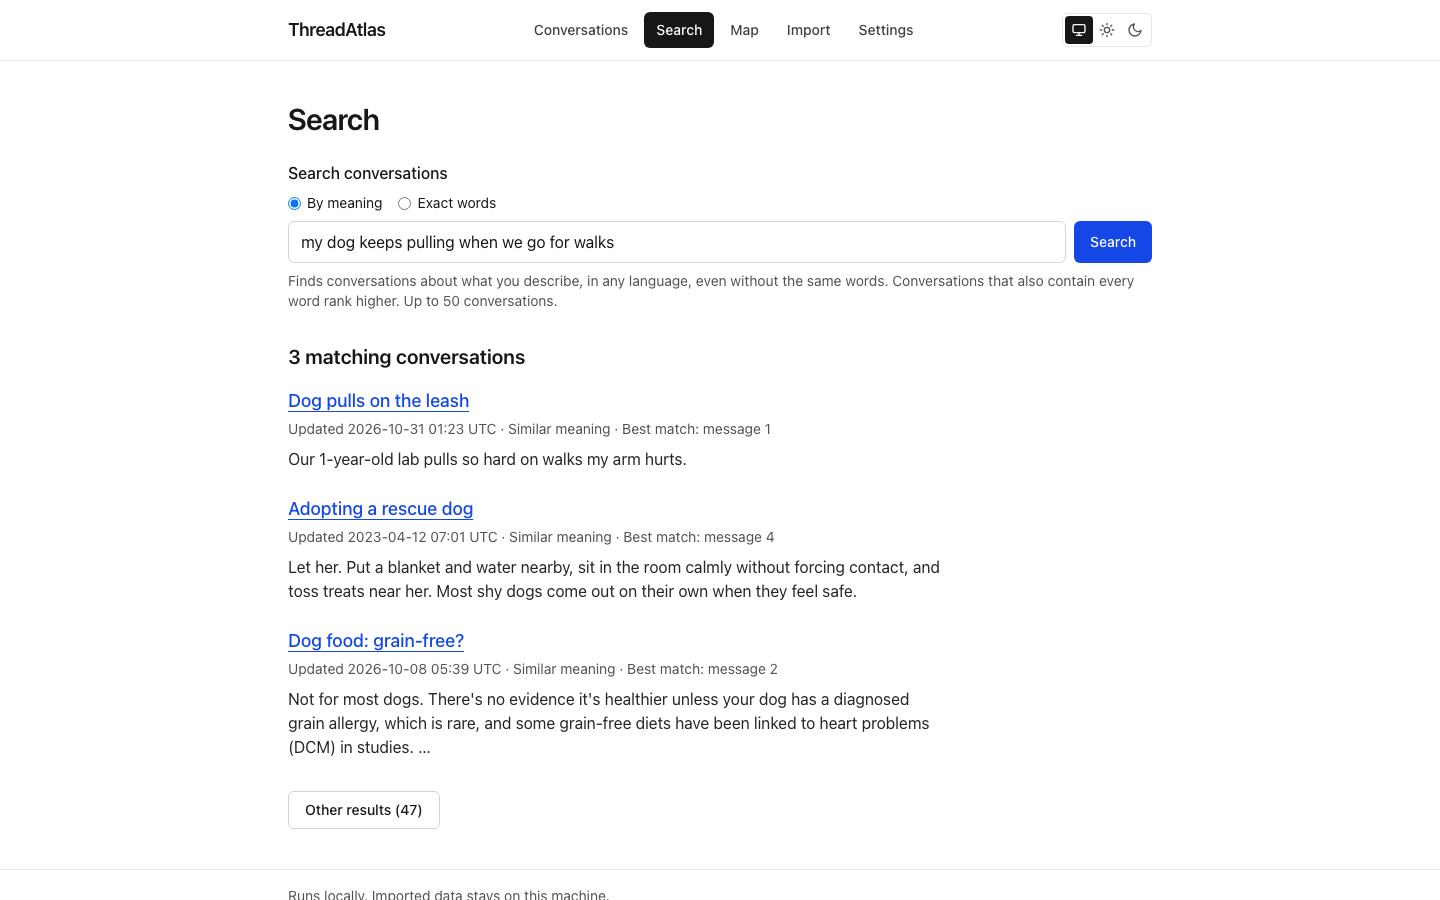 ThreadAtlas
Conversations
Search
Map
Import
Settings
Search
Search conversations
By meaning
Exact words
my dog keeps pulling when we go for walks
Search
Finds conversations about what you describe, in any language, even without the same words. Conversations that also contain every
word rank higher. Up to 50 conversations.
3 matching conversations
Dog pulls on the leash
Updated 2026-10-31 01:23 UTC · Similar meaning · Best match: message 1
Our 1-year-old lab pulls so hard on walks my arm hurts.
Adopting a rescue dog
Updated 2023-04-12 07:01 UTC · Similar meaning · Best match: message 4
Let her. Put a blanket and water nearby, sit in the room calmly without forcing contact, and
toss treats near her. Most shy dogs come out on their own when they feel safe.
Dog food: grain-free?
Updated 2026-10-08 05:39 UTC · Similar meaning · Best match: message 2
Not for most dogs. There's no evidence it's healthier unless your dog has a diagnosed
grain allergy, which is rare, and some grain-free diets have been linked to heart problems
(DCM) in studies. ...
Other results (47)
Runs locally. Imported data stays on this machine.